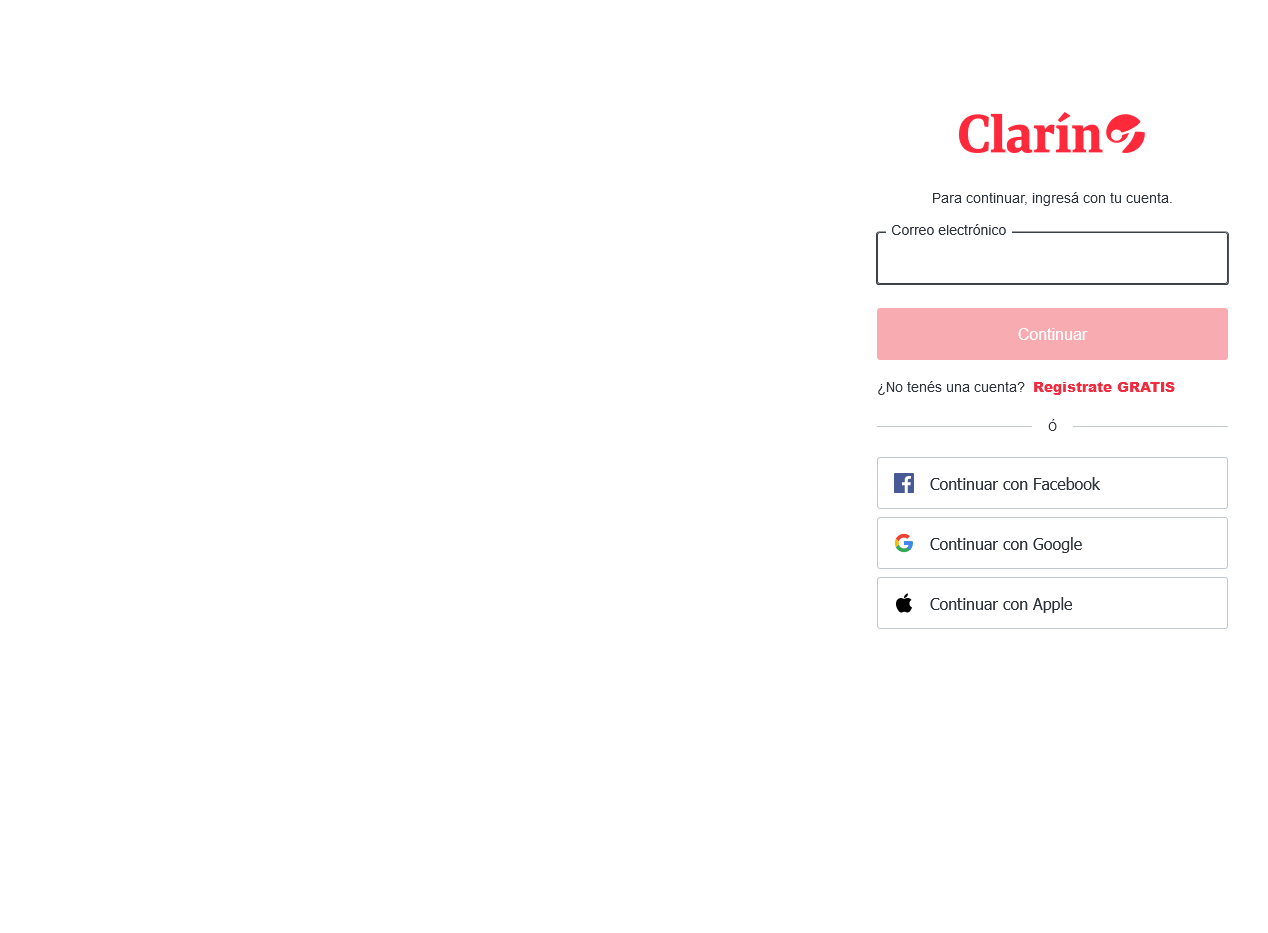 Clarín
Para continuar, ingresá con tu cuenta.
Correo electrónico
Continuar
¿No tenés una cuenta? Registrate GRATIS
Ó
Continuar con Facebook
Continuar con Google
Continuar con Apple